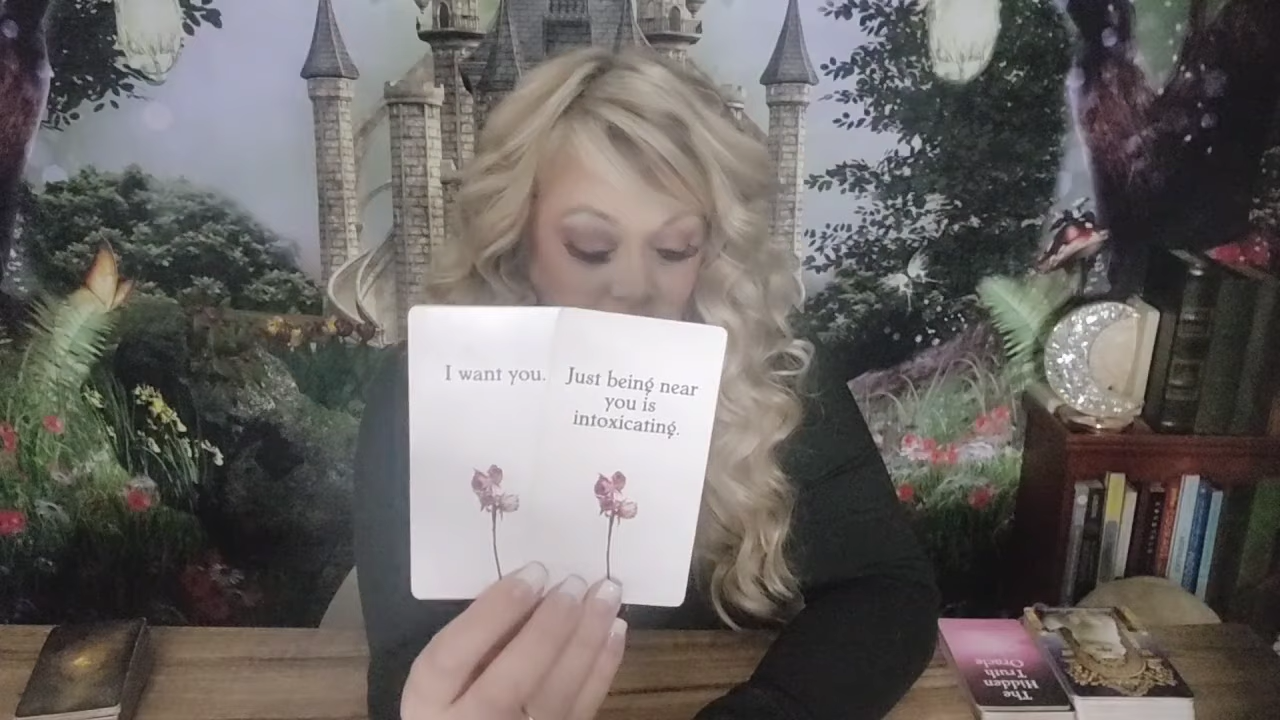 I want you.
Just being near
you is
intoxicating.
The
Hidden
Truth
Oracle